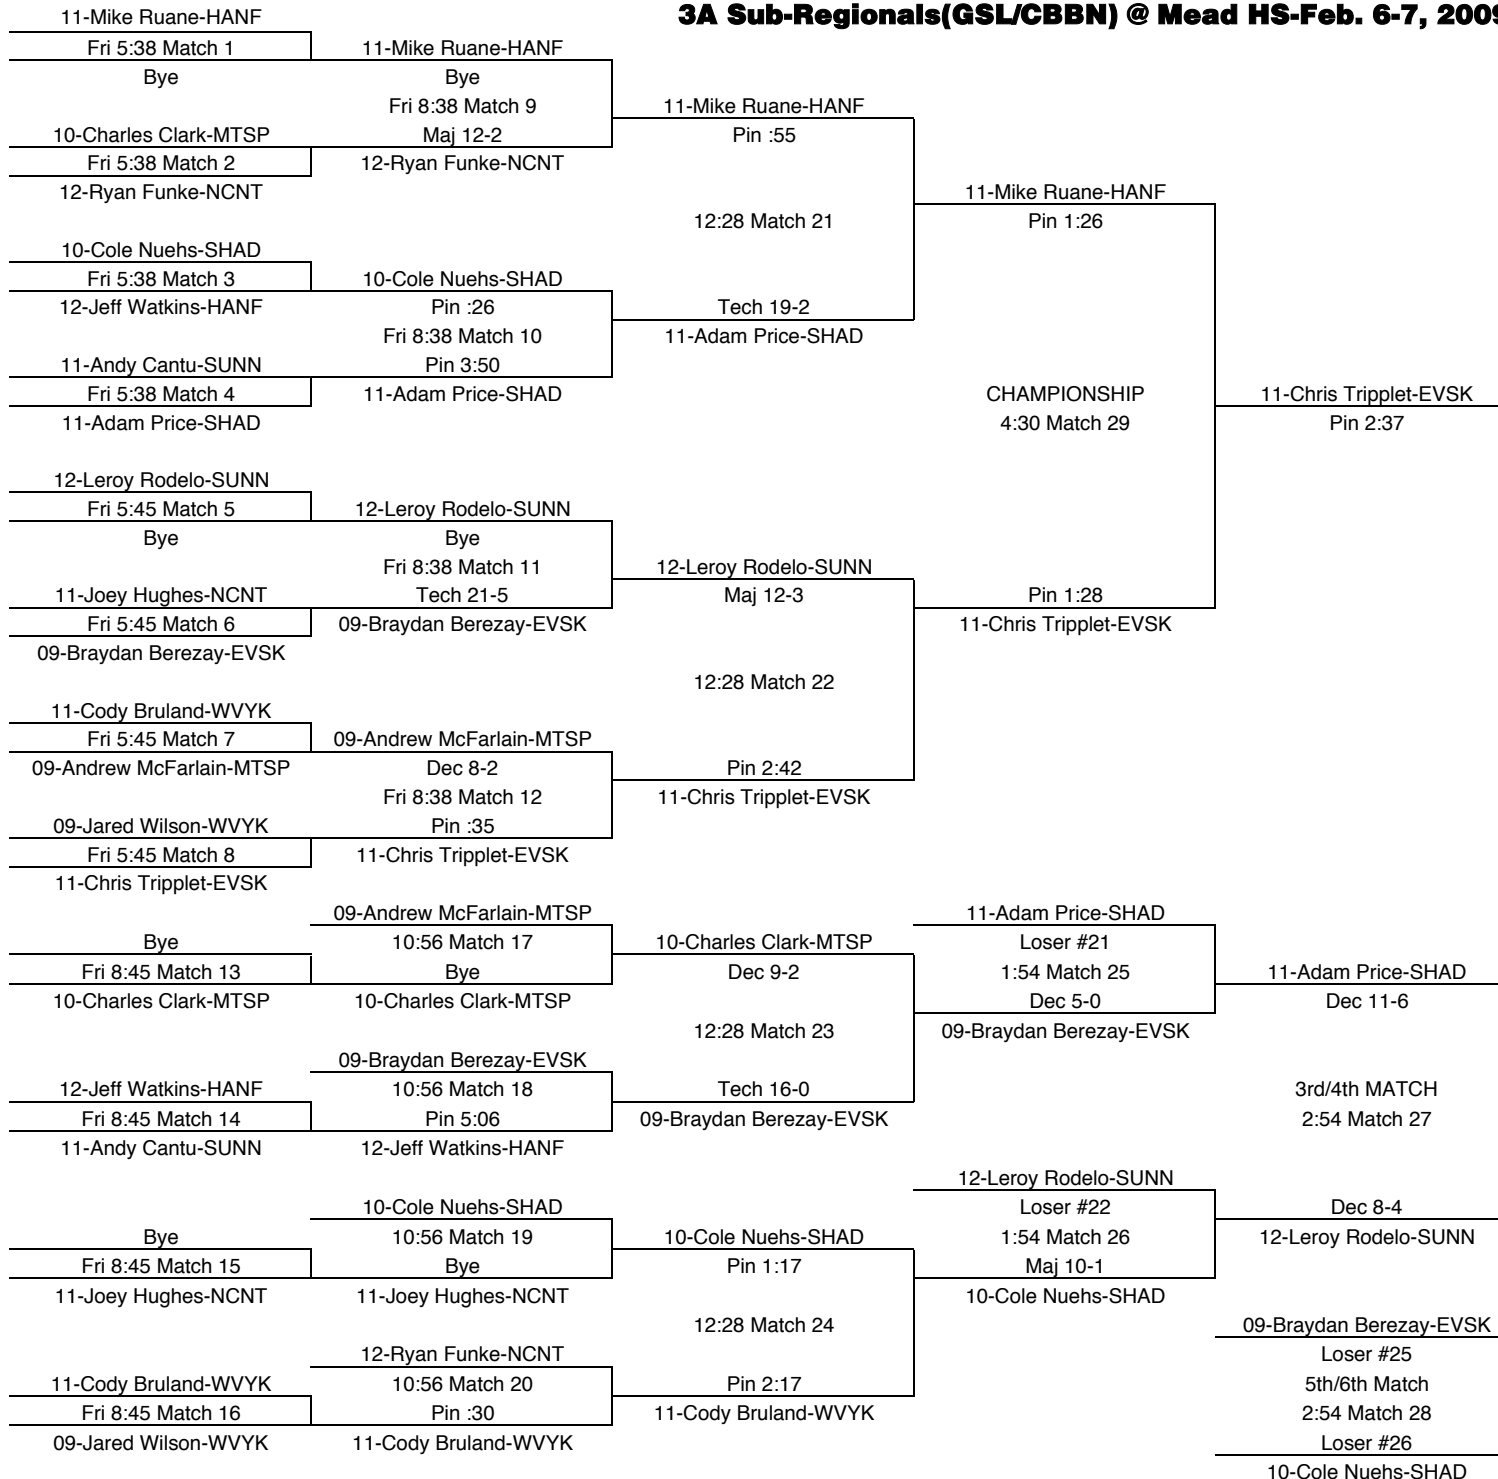 3A Sub-Regionals(GSL/CBBN) @ Mead HS-Feb. 6-7, 2009
11-Mike Ruane-HANF
Fri 5:38 Match 1
Bye
10-Charles Clark-MTSP
Fri 5:38 Match 2
12-Ryan Funke-NCNT
10-Cole Nuehs-SHAD
Fri 5:38 Match 3
12-Jeff Watkins-HANF
11-Andy Cantu-SUNN
Fri 5:38 Match 4
11-Adam Price-SHAD
12-Leroy Rodelo-SUNN
Fri 5:45 Match 5
Bye
11-Joey Hughes-NCNT
Fri 5:45 Match 6
09-Braydan Berezay-EVSK
11-Cody Bruland-WVYK
Fri 5:45 Match 7
09-Andrew McFarlain-MTSP
09-Jared Wilson-WVYK
Fri 5:45 Match 8
11-Chris Tripplet-EVSK
11-Mike Ruane-HANF
Bye
Fri 8:38 Match 9
Maj 12-2
12-Ryan Funke-NCNT
10-Cole Nuehs-SHAD
Pin :26
Fri 8:38 Match 10
Pin 3:50
11-Adam Price-SHAD
12-Leroy Rodelo-SUNN
Bye
Fri 8:38 Match 11
Tech 21-5
09-Braydan Berezay-EVSK
09-Andrew McFarlain-MTSP
Dec 8-2
Fri 8:38 Match 12
Pin :35
11-Chris Tripplet-EVSK
11-Mike Ruane-HANF
Pin :55
12:28 Match 21
Tech 19-2
11-Adam Price-SHAD
12-Leroy Rodelo-SUNN
Maj 12-3
12:28 Match 22
Pin 2:42
11-Chris Tripplet-EVSK
11-Mike Ruane-HANF
Pin 1:26
CHAMPIONSHIP
4:30 Match 29
Pin 1:28
11-Chris Tripplet-EVSK
11-Chris Tripplet-EVSK
Pin 2:37
Bye
Fri 8:45 Match 13
10-Charles Clark-MTSP
12-Jeff Watkins-HANF
Fri 8:45 Match 14
11-Andy Cantu-SUNN
Bye
Fri 8:45 Match 15
11-Joey Hughes-NCNT
11-Cody Bruland-WVYK
Fri 8:45 Match 16
09-Jared Wilson-WVYK
09-Andrew McFarlain-MTSP
10:56 Match 17
Bye
10-Charles Clark-MTSP
09-Braydan Berezay-EVSK
10:56 Match 18
Pin 5:06
12-Jeff Watkins-HANF
10-Cole Nuehs-SHAD
10:56 Match 19
Bye
11-Joey Hughes-NCNT
12-Ryan Funke-NCNT
10:56 Match 20
Pin :30
11-Cody Bruland-WVYK
10-Charles Clark-MTSP
Dec 9-2
12:28 Match 23
Tech 16-0
09-Braydan Berezay-EVSK
10-Cole Nuehs-SHAD
Pin 1:17
12:28 Match 24
Pin 2:17
11-Cody Bruland-WVYK
11-Adam Price-SHAD
Loser #21
1:54 Match 25
Dec 5-0
09-Braydan Berezay-EVSK
12-Leroy Rodelo-SUNN
Loser #22
1:54 Match 26
Maj 10-1
10-Cole Nuehs-SHAD
11-Adam Price-SHAD
Dec 11-6
3rd/4th MATCH
2:54 Match 27
Dec 8-4
12-Leroy Rodelo-SUNN
09-Braydan Berezay-EVSK
Loser #25
5th/6th Match
2:54 Match 28
Loser #26
10-Cole Nuehs-SHAD